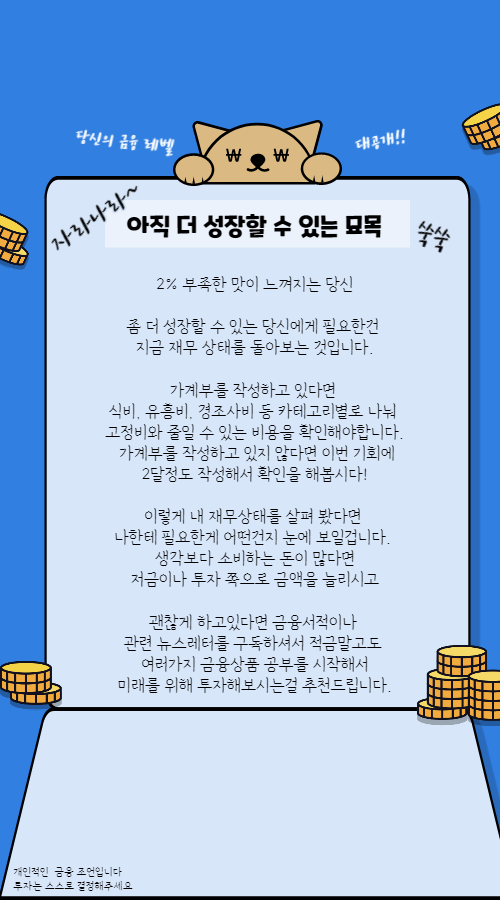 당신의 금융 레벨
대공개!!
자라나라~
아직 더 성장할 수 있는 묘목
쑥쑥
2% 부족한 맛이 느껴지는 당신
좀 더 성장할 수 있는 당신에게 필요한건
지금 재무 상태를 돌아보는 것입니다.
가계부를 작성하고 있다면
식비, 유흥비, 경조사비 등 카테고리별로 나눠
고정비와 줄일 수 있는 비용을 확인해야합니다.
가계부를 작성하고 있지 않다면 이번 기회에
2달정도 작성해서 확인을 해봅시다!
이렇게 내 재무상태를 살펴 봤다면
나한테 필요한게 어떤건지 눈에 보일겁니다.
생각보다 소비하는 돈이 많다면
저금이나 투자 쪽으로 금액을 늘리시고
괜찮게 하고있다면 금융서적이나
관련 뉴스레터를 구독하셔서 적금말고도
여러가지 금융상품 공부를 시작해서
미래를 위해 투자해보시는걸 추천드립니다.
개인적인 금융 조언입니다
투자는 스스로 결정해주세요